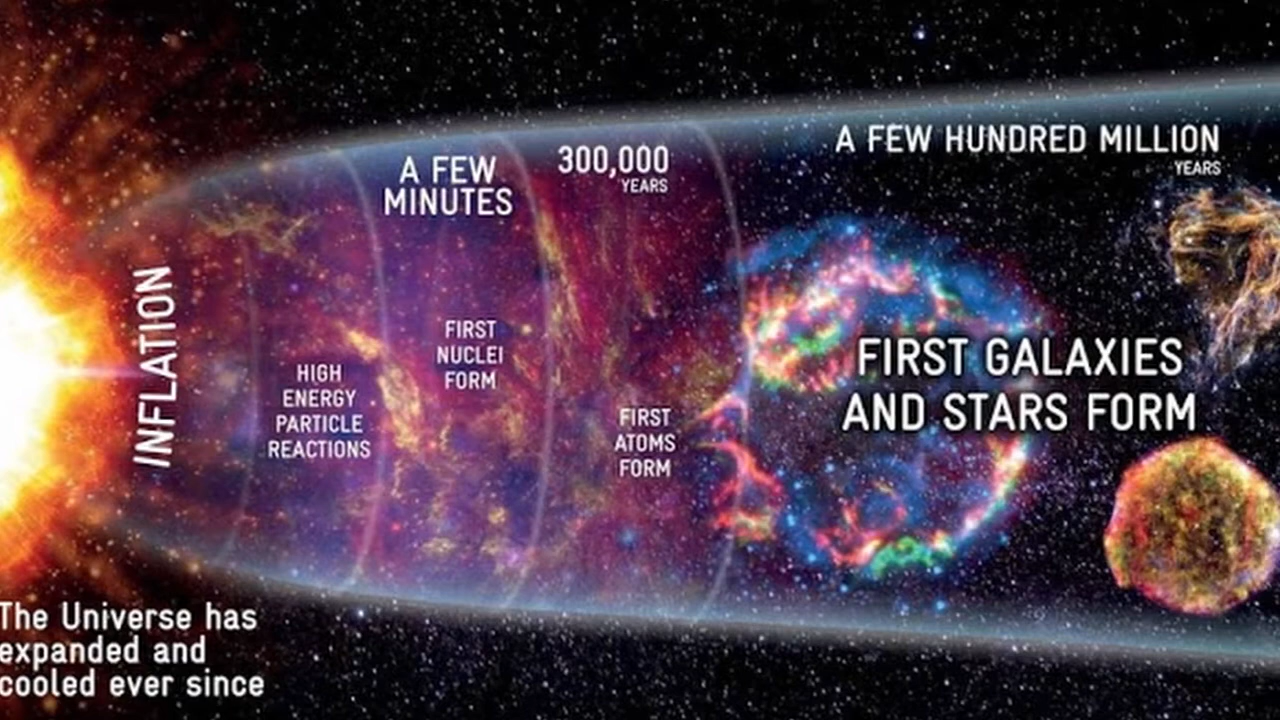 INFLATION
HIGH
ENERGY
PARTICLE
REACTIONS
A FEW
MINUTES
FIRST
NUCLEI
FORM
300,000
YEARS
FIRST
ATOMS
FORM
A FEW HUNDRED MILLION
YEARS
FIRST GALAXIES
AND STARS FORM
The Universe has
expanded and
cooled ever since